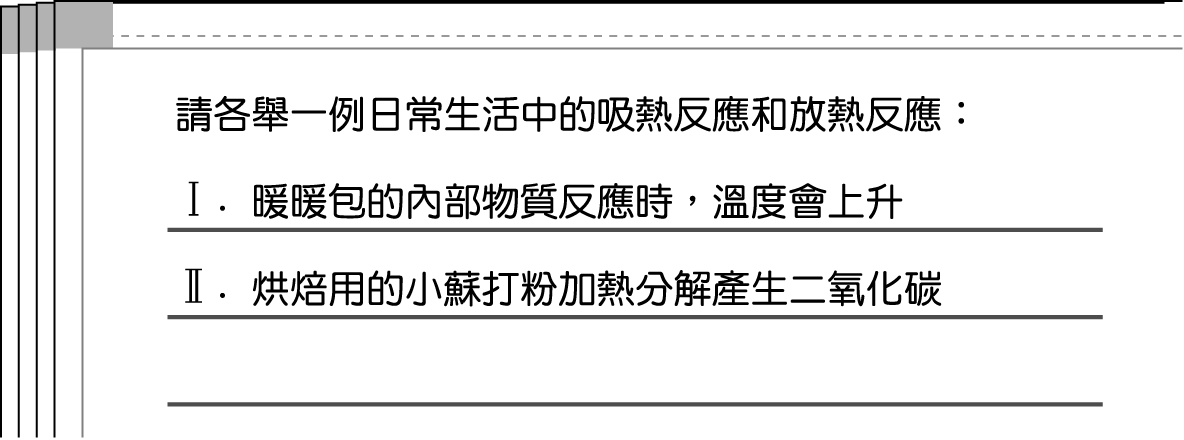 請各舉一例日常生活中的吸熱反應和放熱反應：
Ⅰ．暖暖包的內部物質反應時，溫度會上升
Ⅱ．烘焙用的小蘇打粉加熱分解產生二氧化碳